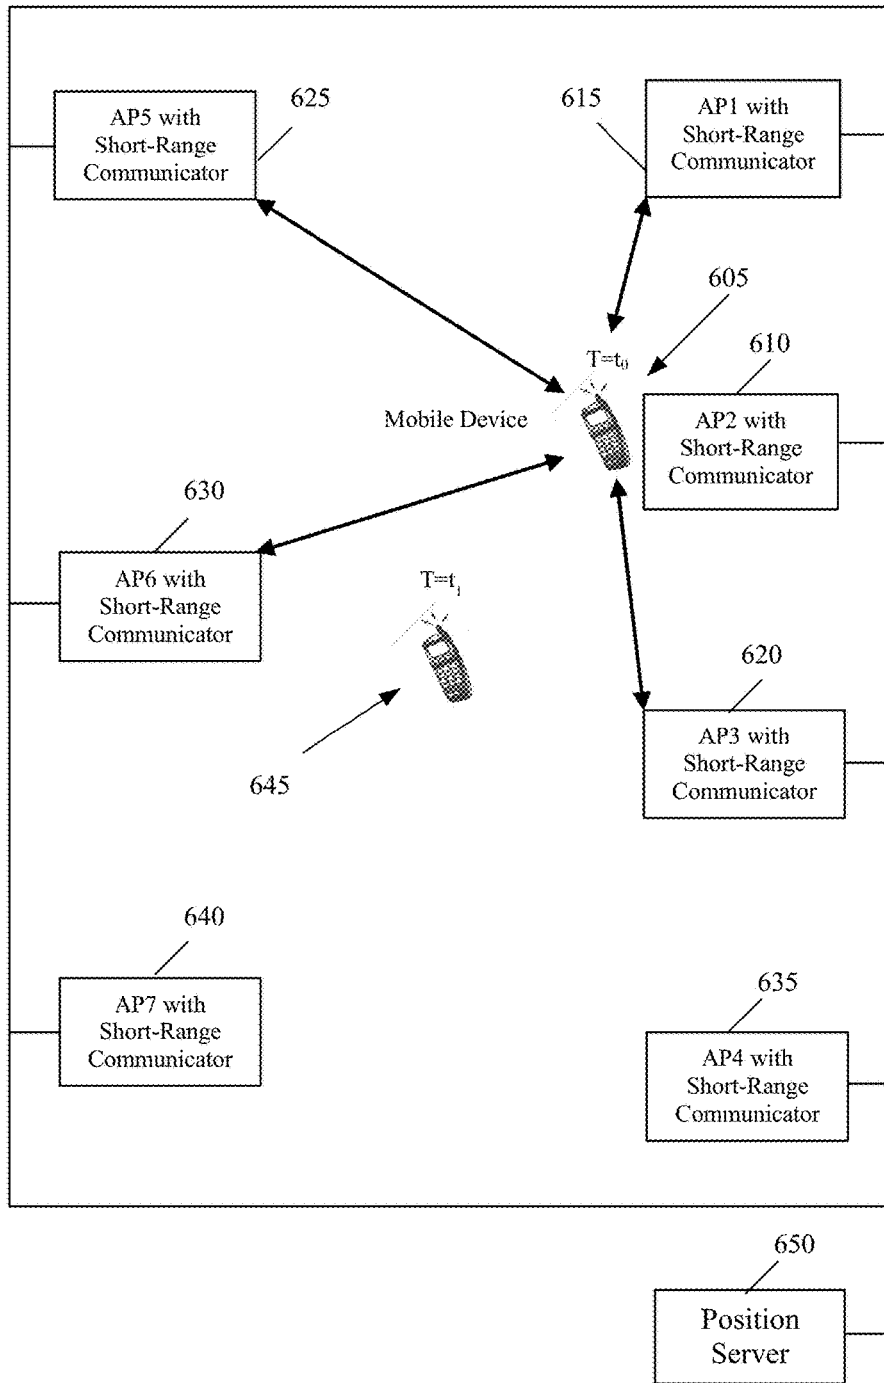 625
AP5 with
Short-Range
Communicator
615
AP1 with
Short-Range
Communicator
605
T=t₀
610
Mobile Device
AP2 with
Short-Range
Communicator
630
AP6 with
Short-Range
Communicator
T=t₁
645
620
AP3 with
Short-Range
Communicator
640
AP7 with
Short-Range
Communicator
635
AP4 with
Short-Range
Communicator
650
Position
Server